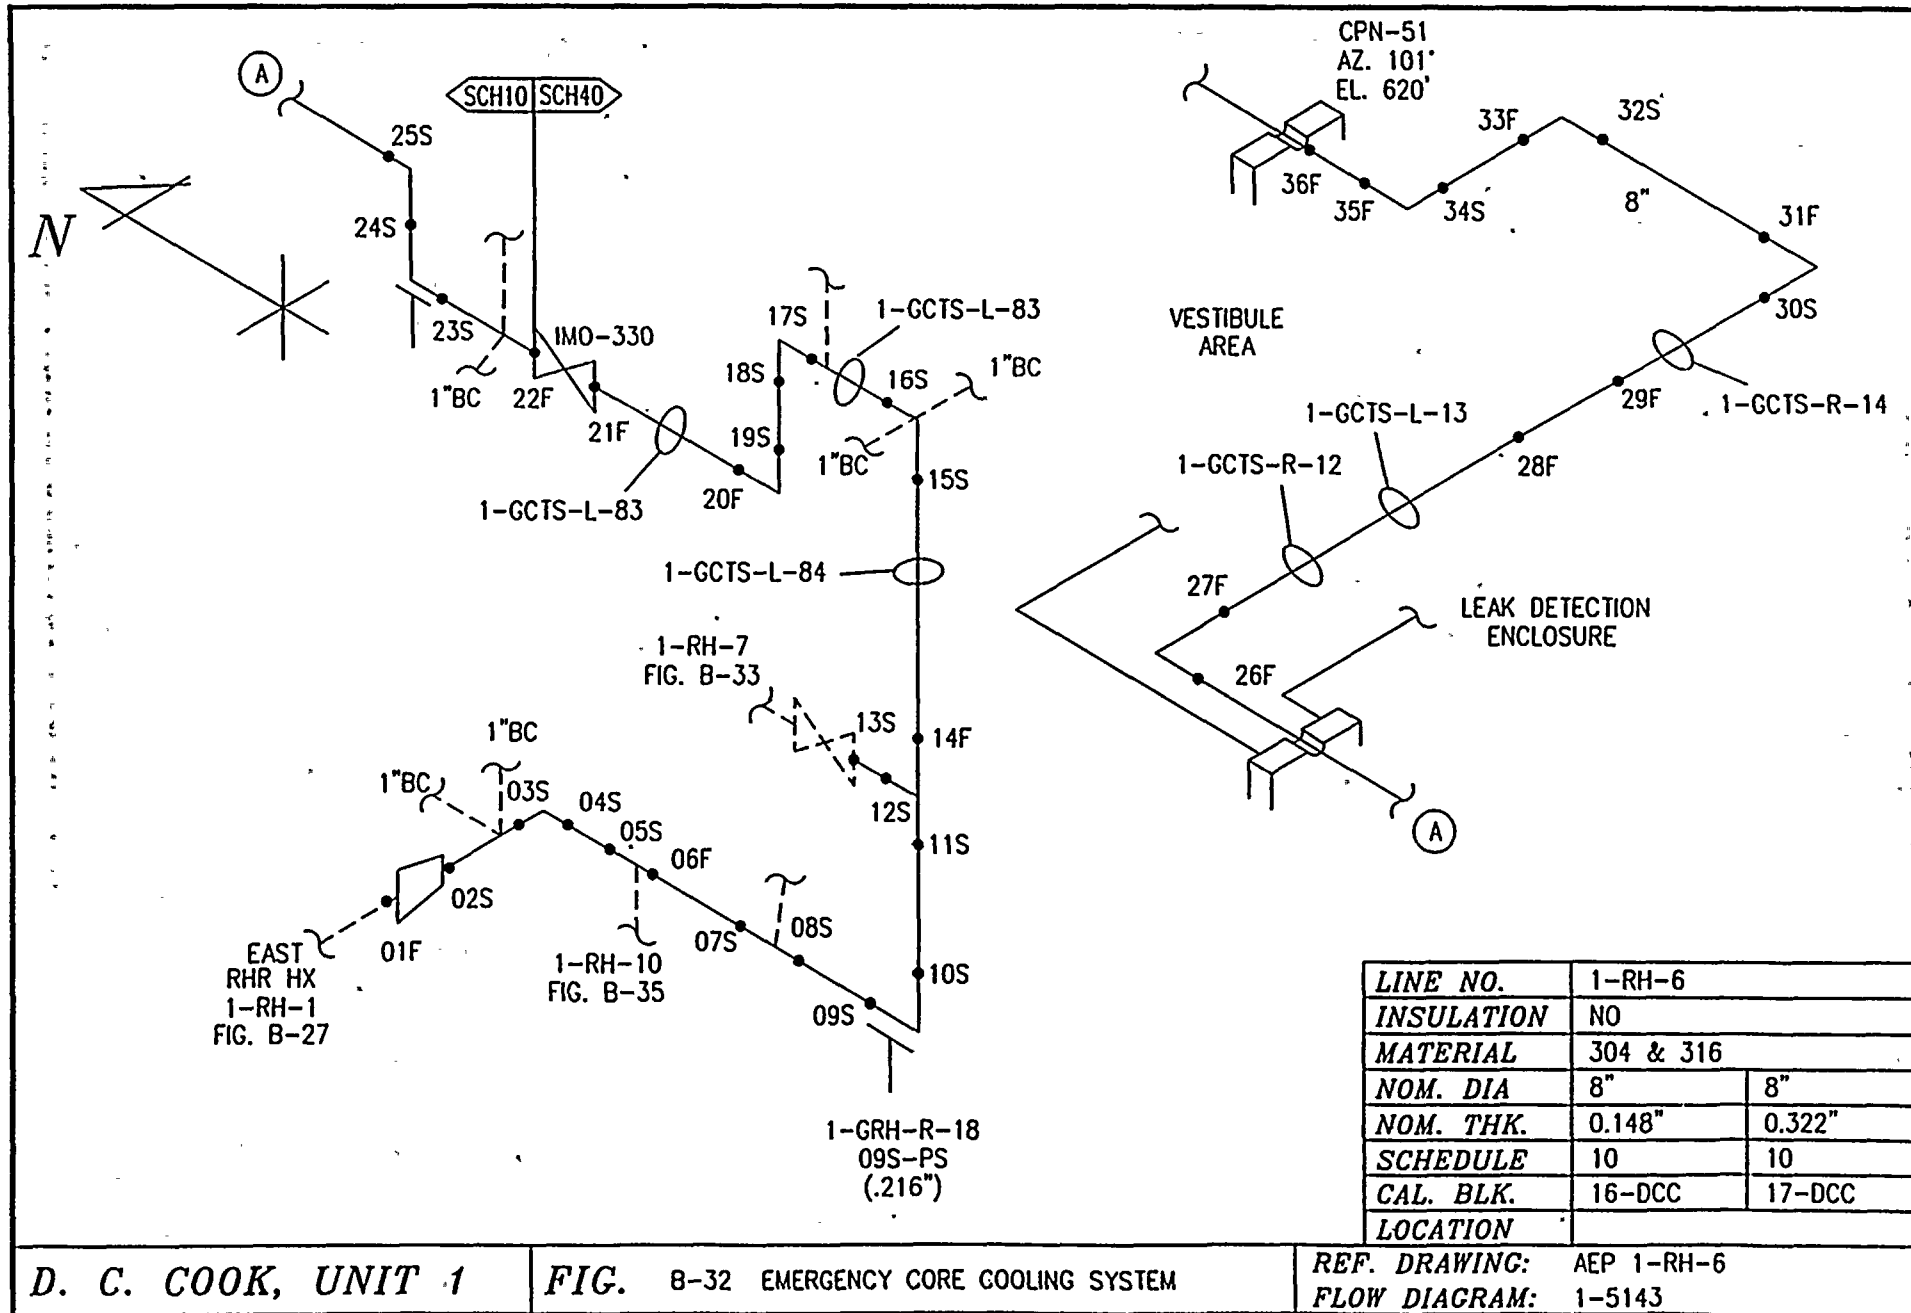 CPN-51
AZ. 101°
EL. 620'
A
SCH10 SCH40
25S
24S
N
23S
1"BC
22F
IMO-330
21F
1-GCTS-L-83
20F
19S
18S
17S
1-GCTS-L-83
16S
1"BC
1"BC
15S
1-GCTS-L-84
1-RH-7
FIG. B-33
13S
14F
12S
11S
10S
1"BC
1"BC
03S
04S
05S
06F
02S
01F
07S
08S
09S
EAST
RHR HX
1-RH-1
FIG. B-27
1-RH-10
FIG. B-35
1-GRH-R-18
09S-PS
(.216")
36F
35F
34S
33F
32S
8"
31F
30S
VESTIBULE
AREA
29F
1-GCTS-R-14
1-GCTS-L-13
28F
1-GCTS-R-12
27F
26F
LEAK DETECTION
ENCLOSURE
A
LINE NO. 1-RH-6
INSULATION NO
MATERIAL 304 & 316
NOM. DIA 8" 8"
NOM. THK. 0.148" 0.322"
SCHEDULE 10 10
CAL. BLK. 16-DCC 17-DCC
LOCATION
D. C. COOK, UNIT 1
FIG. B-32 EMERGENCY CORE COOLING SYSTEM
REF. DRAWING: AEP 1-RH-6
FLOW DIAGRAM: 1-5143